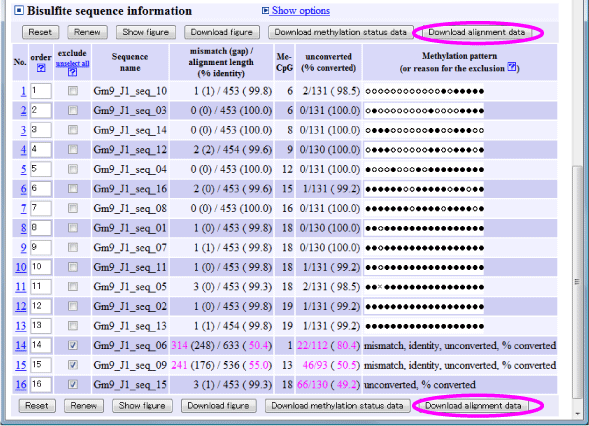 Bisulfite sequence information Show options
Reset Renew Show figure Download figure Download methylation status data Download alignment data
No. order ? exclude unselect all ? Sequence name mismatch (gap) / alignment length (% identity) Me-CpG unconverted (% converted) Methylation pattern (or reason for the exclusion ?)
1 1 Gm9_J1_seq_10 1 (1) / 453 ( 99.8) 6 2/131 ( 98.5)
2 2 Gm9_J1_seq_03 0 (0) / 453 (100.0) 6 0/131 (100.0)
3 3 Gm9_J1_seq_14 0 (0) / 453 (100.0) 8 0/131 (100.0)
4 4 Gm9_J1_seq_12 2 (2) / 454 ( 99.6) 9 0/130 (100.0)
5 5 Gm9_J1_seq_04 0 (0) / 453 (100.0) 12 0/131 (100.0)
6 6 Gm9_J1_seq_16 2 (0) / 453 ( 99.6) 15 1/131 ( 99.2)
7 7 Gm9_J1_seq_08 0 (0) / 453 (100.0) 16 0/131 (100.0)
8 8 Gm9_J1_seq_01 1 (0) / 453 ( 99.8) 18 0/131 (100.0)
9 9 Gm9_J1_seq_07 1 (1) / 453 ( 99.8) 18 0/130 (100.0)
10 10 Gm9_J1_seq_11 1 (0) / 453 ( 99.8) 18 1/131 ( 99.2)
11 11 Gm9_J1_seq_05 3 (0) / 453 ( 99.3) 18 2/131 ( 98.5)
12 12 Gm9_J1_seq_02 1 (0) / 453 ( 99.8) 19 1/131 ( 99.2)
13 13 Gm9_J1_seq_13 1 (1) / 454 ( 99.8) 19 1/131 ( 99.2)
14 14 Gm9_J1_seq_06 314 (248) / 633 ( 50.4) 1 22/112 ( 80.4) mismatch, identity, unconverted, % converted
15 15 Gm9_J1_seq_09 241 (176) / 536 ( 55.0) 13 46/93 ( 50.5) mismatch, identity, unconverted, % converted
16 16 Gm9_J1_seq_15 3 (1) / 453 ( 99.3) 18 66/130 ( 49.2) unconverted, % converted
Reset Renew Show figure Download figure Download methylation status data Download alignment data